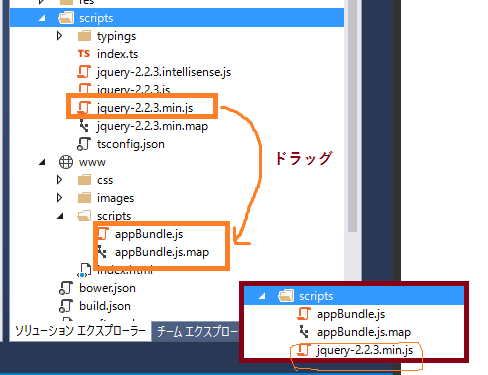 res
scripts
typings
index.ts
jquery-2.2.3.intellisense.js
jquery-2.2.3.js
jquery-2.2.3.min.js
jquery-2.2.3.min.map
tsconfig.json
ドラッグ
www
css
images
scripts
appBundle.js
appBundle.js.map
index.html
bower.json
build.json
ソリューション エクスプローラー チーム エクスプロー
scripts
appBundle.js
appBundle.js.map
jquery-2.2.3.min.js